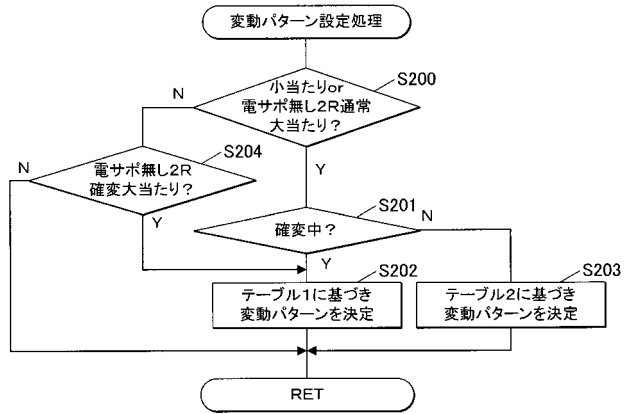 変動パターン設定処理
S200
小当たりor
電サポ無し2R通常
大当たり?
N
Y
S204
電サポ無し2R
確変大当たり?
N
Y
S201
確変中?
N
Y
S202
テーブル1に基づき
変動パターンを決定
S203
テーブル2に基づき
変動パターンを決定
RET